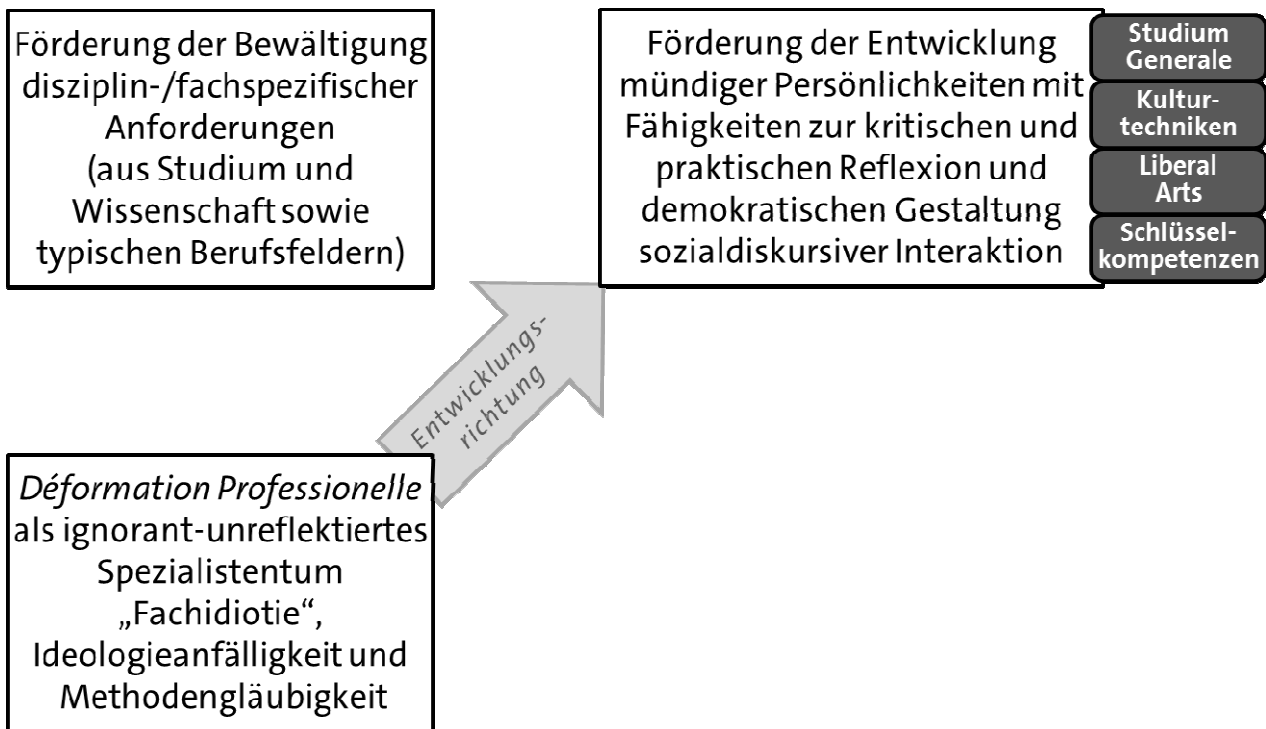 Förderung der Bewältigung
disziplin-/fachspezifischer
Anforderungen
(aus Studium und
Wissenschaft sowie
typischen Berufsfeldern)
Förderung der Entwicklung
mündiger Persönlichkeiten mit
Fähigkeiten zur kritischen und
praktischen Reflexion und
demokratischen Gestaltung
sozialdiskursiver Interaktion
Studium
Generale
Kultur-
techniken
Liberal
Arts
Schlüssel-
kompetenzen
Entwicklungs-
richtung
Déformation Professionelle
als ignorant-unreflektiertes
Spezialistentum
„Fachidiotie“,
Ideologieanfälligkeit und
Methodengläubigkeit